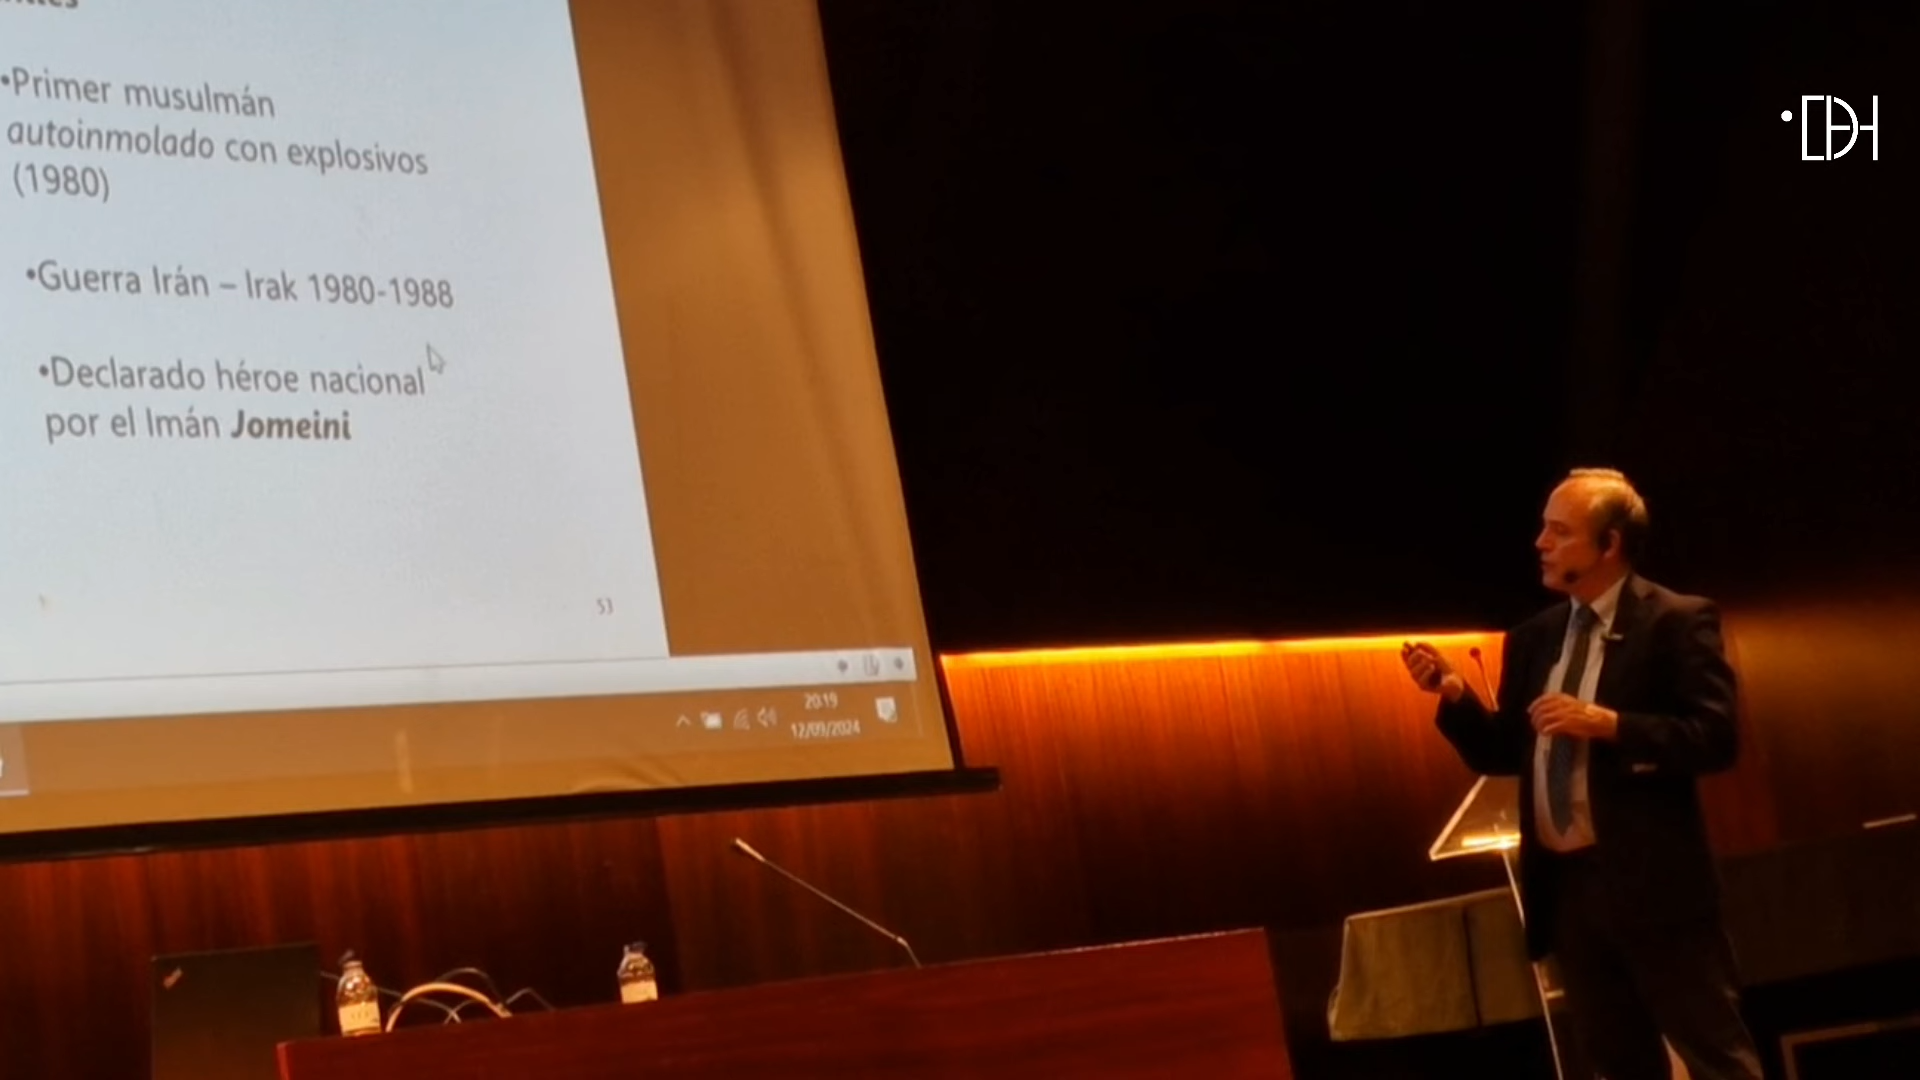 •Primer musulmán
autoinmolado con explosivos
(1980)
•Guerra Irán – Irak 1980-1988
•Declarado héroe nacional
por el Imán Jomeini
53
20:19
12/09/2024